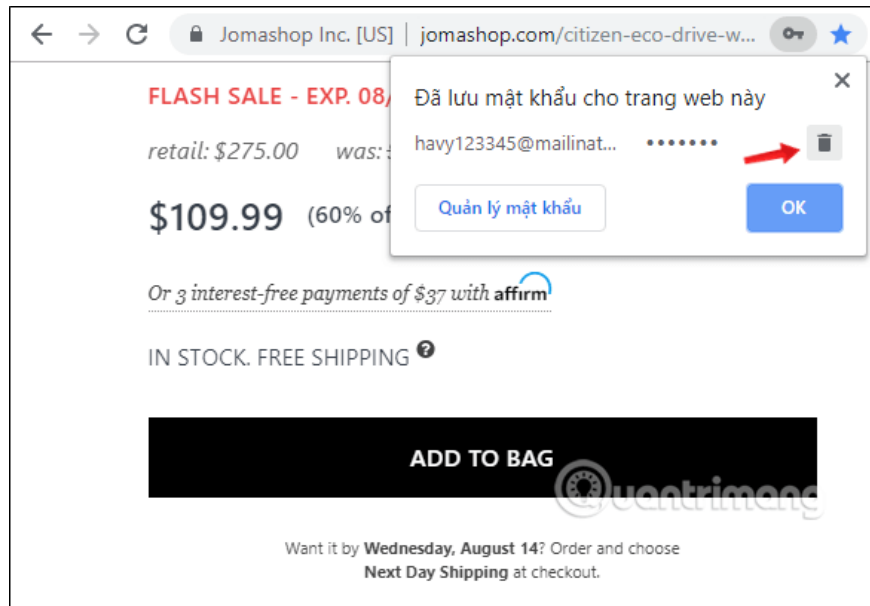 Jomashop Inc. [US] | jomashop.com/citizen-eco-drive-w...
Đã lưu mật khẩu cho trang web này
havy123345@mailinat... •••••••
Quản lý mật khẩu OK
FLASH SALE - EXP. 08/
retail: $275.00 was:
$109.99 (60% of
Or 3 interest-free payments of $37 with affirm
IN STOCK. FREE SHIPPING ?
ADD TO BAG
Quantrimang
Want it by Wednesday, August 14? Order and choose
Next Day Shipping at checkout.